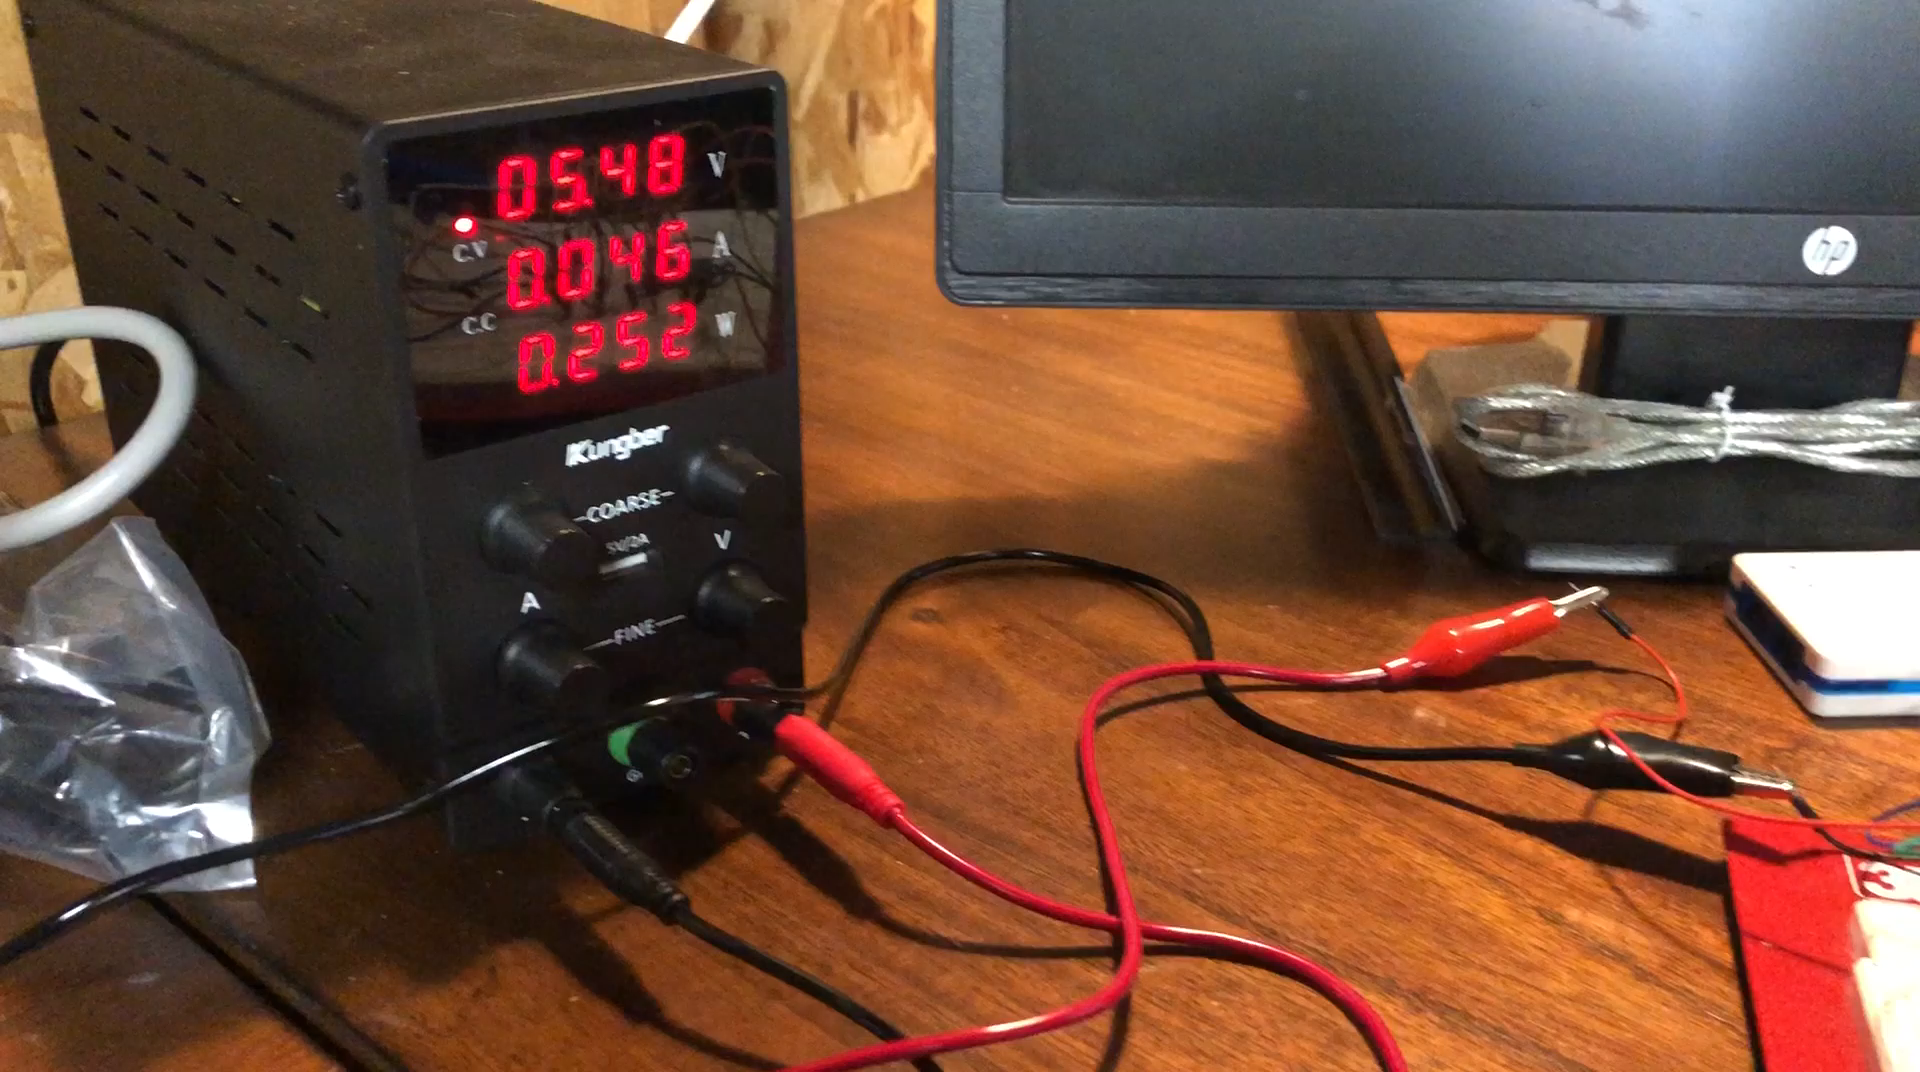 05.48 V
C.V
0.046 A
C.C
0.252 W
Kungber
COARSE
5V/2A
V
A
FINE
G
hp